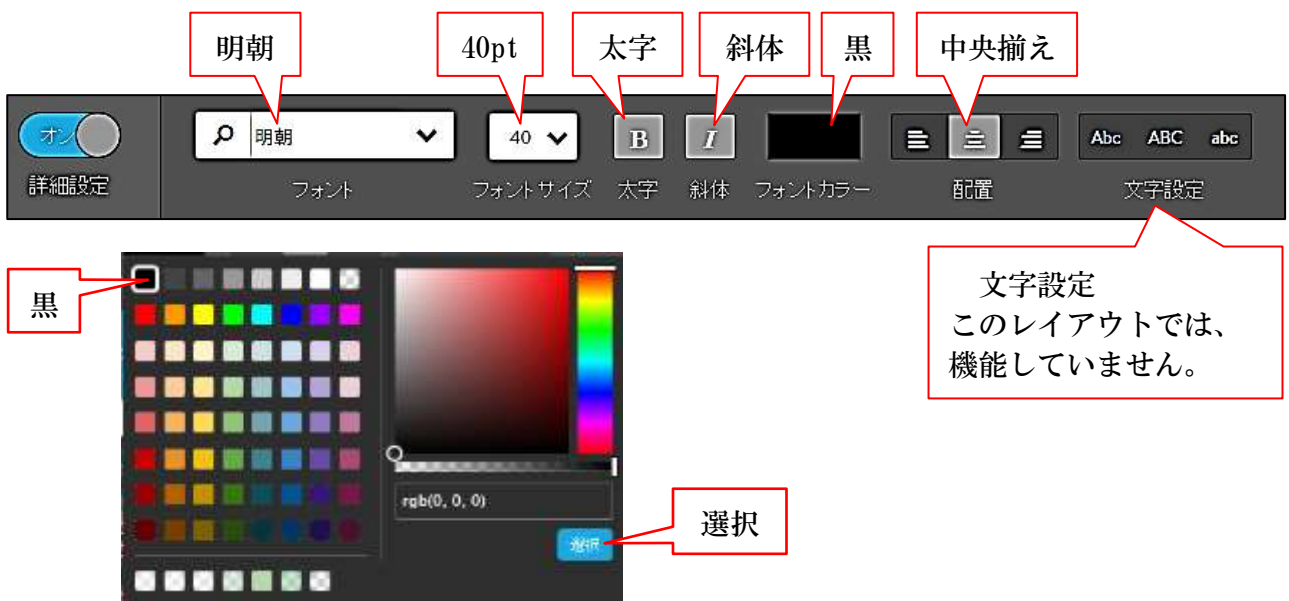 明朝
40pt
太字
斜体
黒
中央揃え
オン
明朝
40
B
I
Abc ABC abc
詳細設定
フォント
フォントサイズ
太字
斜体
フォントカラー
配置
文字設定
黒
文字設定
このレイアウトでは、
機能していません。
rgb(0, 0, 0)
選択
選択